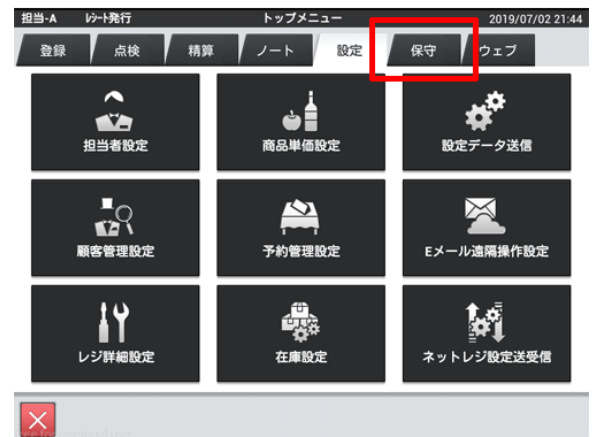 担当-A ﾚｼｰﾄ発行 トップメニュー 2019/07/02 21:44
登録 点検 精算 ノート 設定 保守 ウェブ
担当者設定 商品単価設定 設定データ送信
顧客管理設定 予約管理設定 Eメール遠隔操作設定
レジ詳細設定 在庫設定 ネットレジ設定送受信